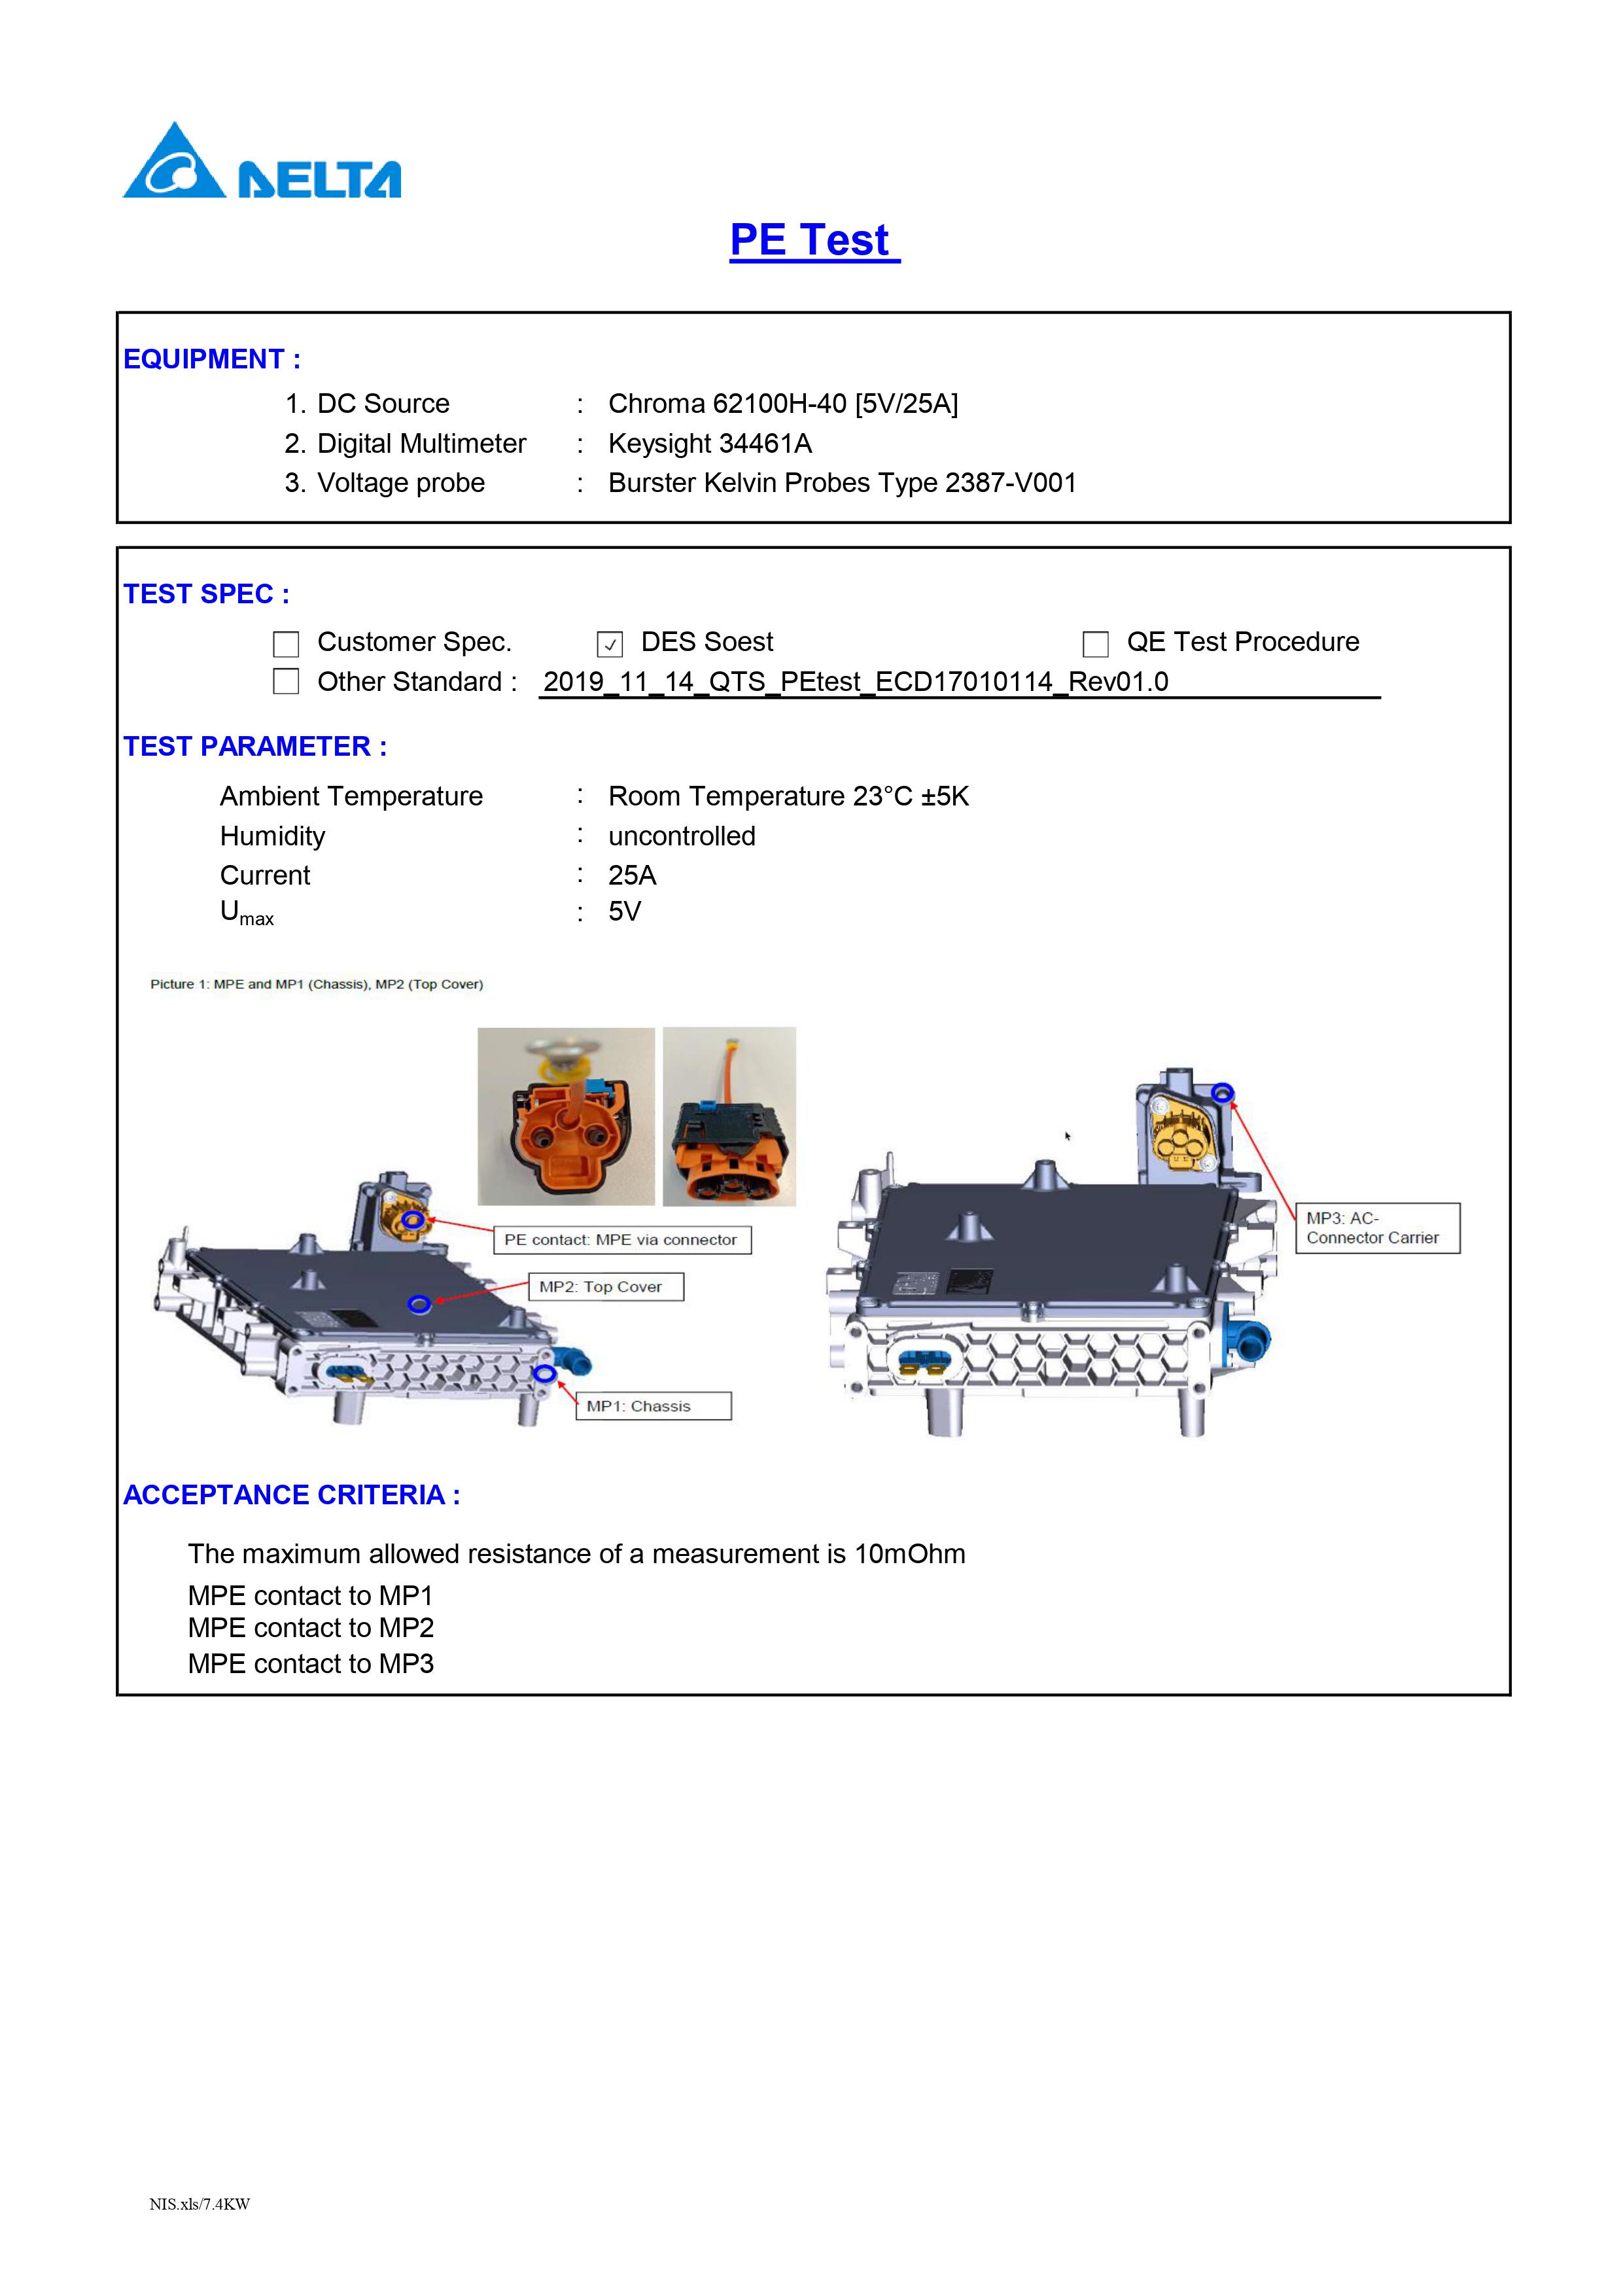 DELTA
PE Test
EQUIPMENT :
1. DC Source : Chroma 62100H-40 [5V/25A]
2. Digital Multimeter : Keysight 34461A
3. Voltage probe : Burster Kelvin Probes Type 2387-V001
TEST SPEC :
Customer Spec. DES Soest QE Test Procedure
Other Standard : 2019_11_14_QTS_PEtest_ECD17010114_Rev01.0
TEST PARAMETER :
Ambient Temperature : Room Temperature 23°C ±5K
Humidity : uncontrolled
Current : 25A
Umax : 5V
Picture 1: MPE and MP1 (Chassis), MP2 (Top Cover)
PE contact: MPE via connector
MP2: Top Cover
MP1: Chassis
MP3: AC-
Connector Carrier
ACCEPTANCE CRITERIA :
The maximum allowed resistance of a measurement is 10mOhm
MPE contact to MP1
MPE contact to MP2
MPE contact to MP3
NIS.xls/7.4KW